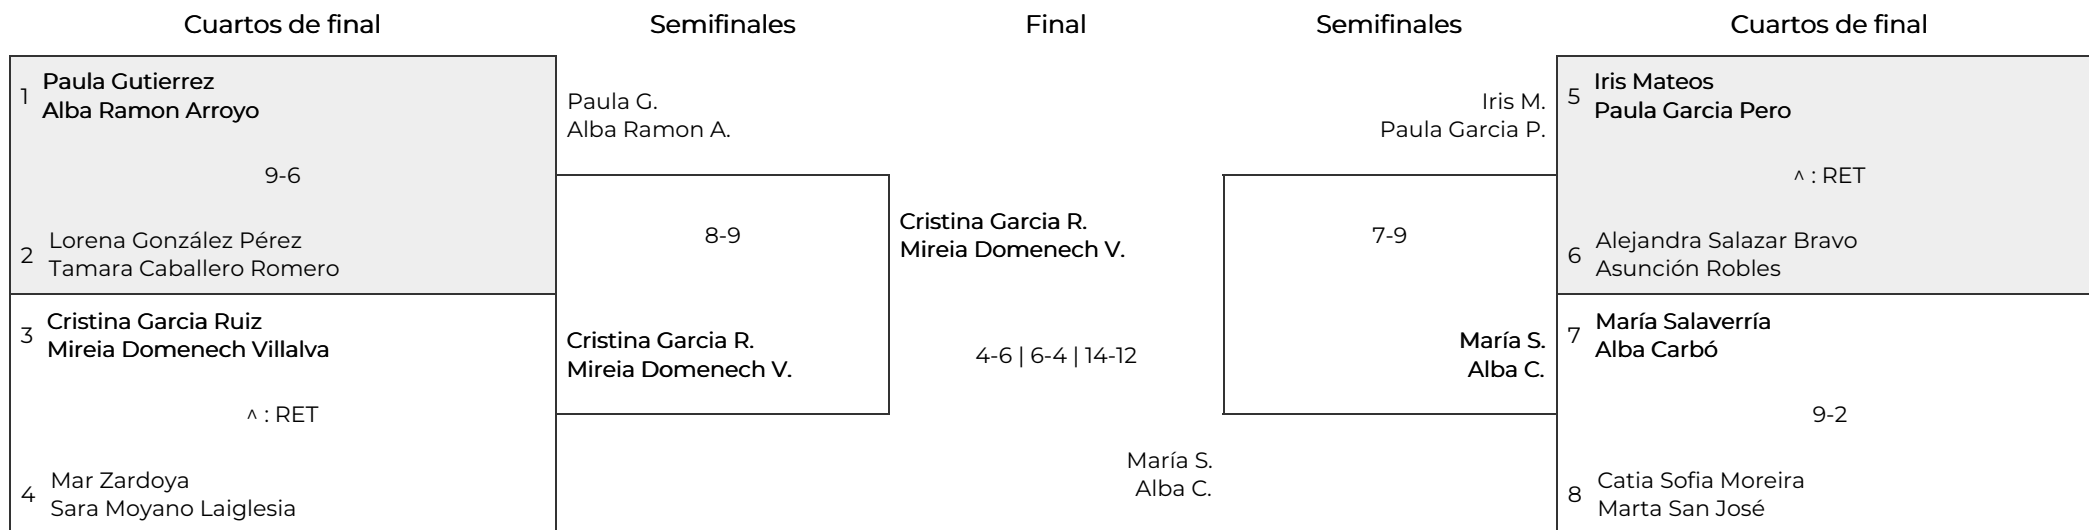 Cuartos de final
Semifinales
Final
Semifinales
Cuartos de final
1
Paula Gutierrez
Alba Ramon Arroyo
9-6
2
Lorena González Pérez
Tamara Caballero Romero
3
Cristina Garcia Ruiz
Mireia Domenech Villalva
^ : RET
4
Mar Zardoya
Sara Moyano Laiglesia
Paula G.
Alba Ramon A.
8-9
Cristina Garcia R.
Mireia Domenech V.
Cristina Garcia R.
Mireia Domenech V.
4-6 | 6-4 | 14-12
María S.
Alba C.
Iris M.
Paula Garcia P.
7-9
María S.
Alba C.
5
Iris Mateos
Paula Garcia Pero
^ : RET
6
Alejandra Salazar Bravo
Asunción Robles
7
María Salaverría
Alba Carbó
9-2
8
Catia Sofia Moreira
Marta San José